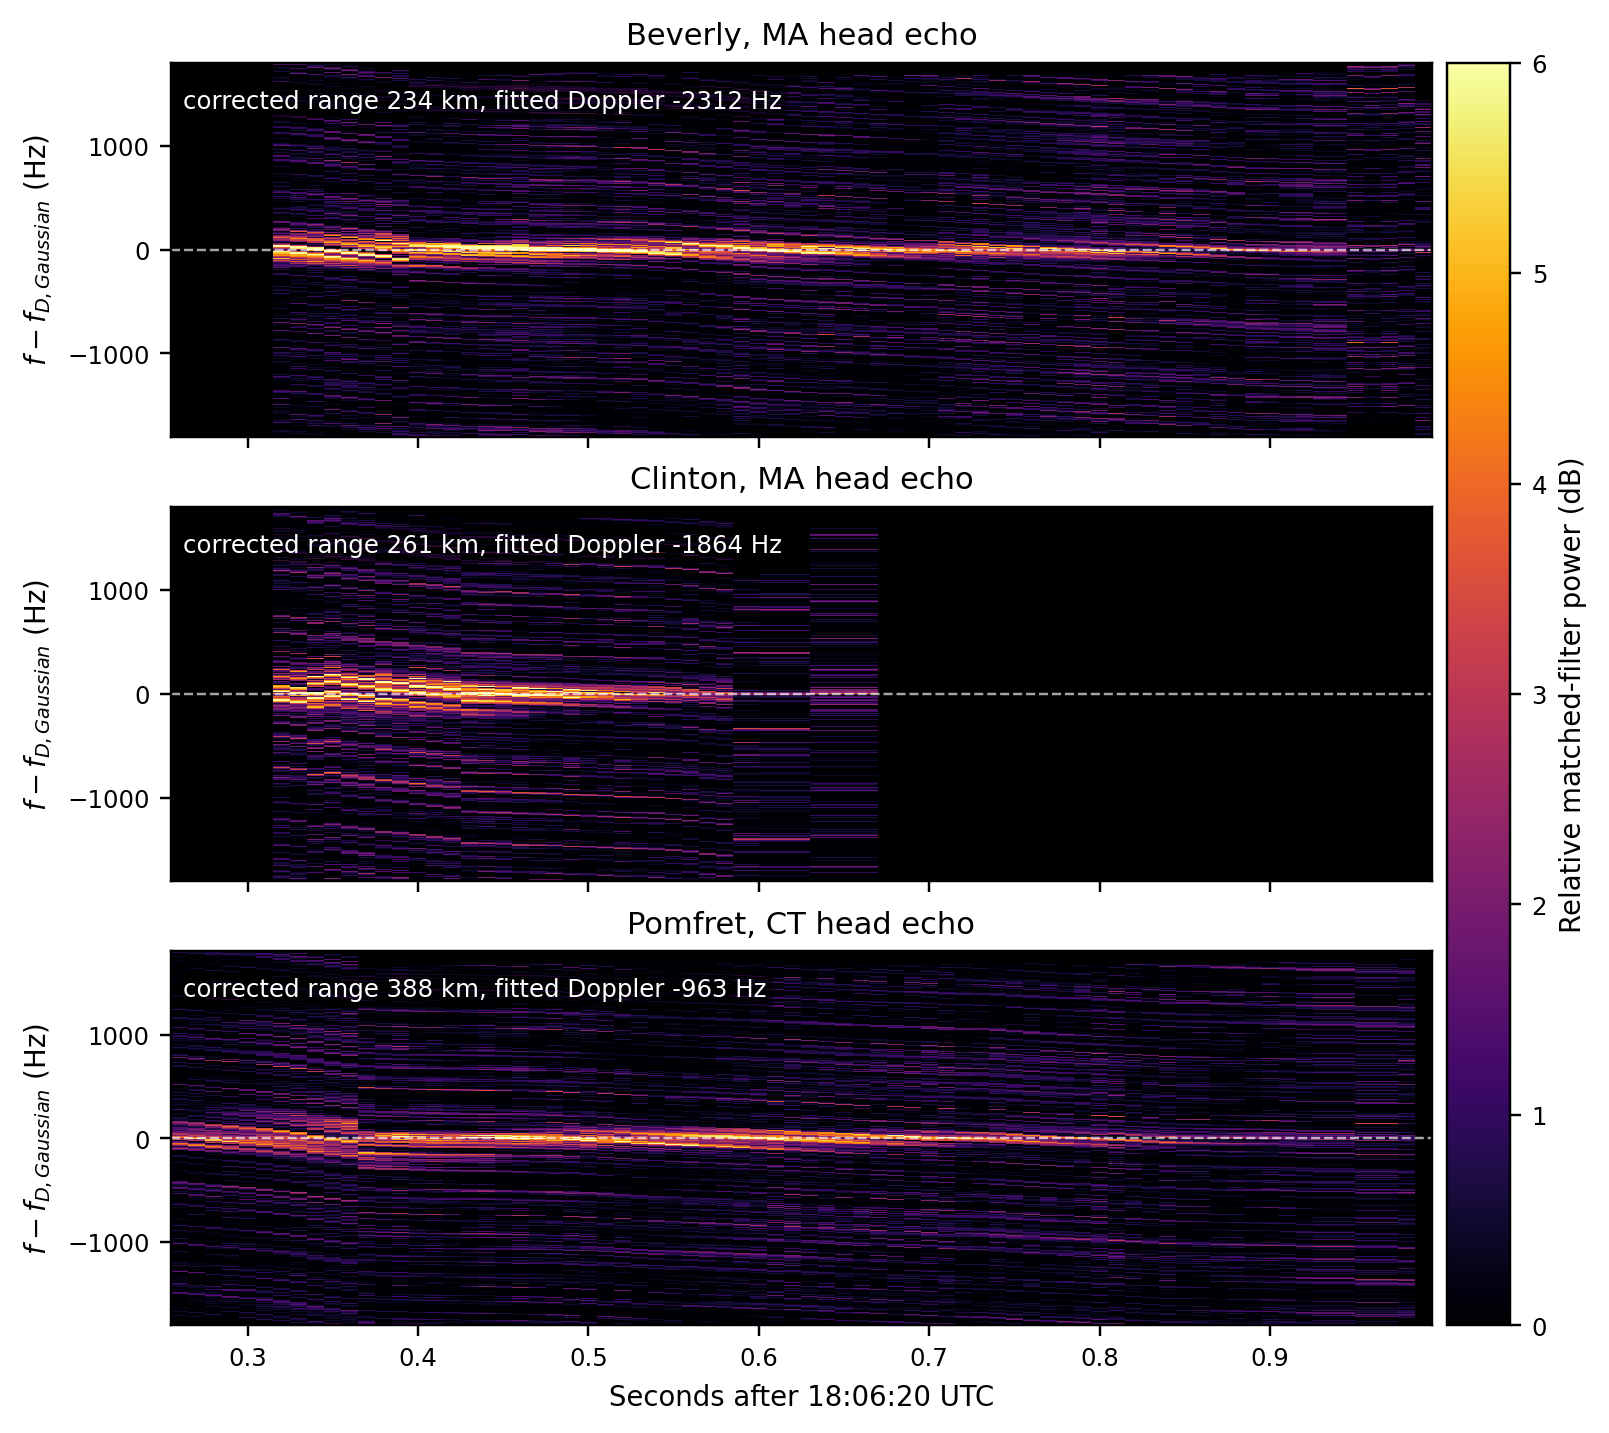 Beverly, MA head echo
corrected range 234 km, fitted Doppler -2312 Hz
f − f_D, Gaussian (Hz)
1000
0
−1000
Clinton, MA head echo
corrected range 261 km, fitted Doppler -1864 Hz
f − f_D, Gaussian (Hz)
1000
0
−1000
Pomfret, CT head echo
corrected range 388 km, fitted Doppler -963 Hz
f − f_D, Gaussian (Hz)
1000
0
−1000
0.3 0.4 0.5 0.6 0.7 0.8 0.9
Seconds after 18:06:20 UTC
6
5
4
3
2
1
0
Relative matched-filter power (dB)